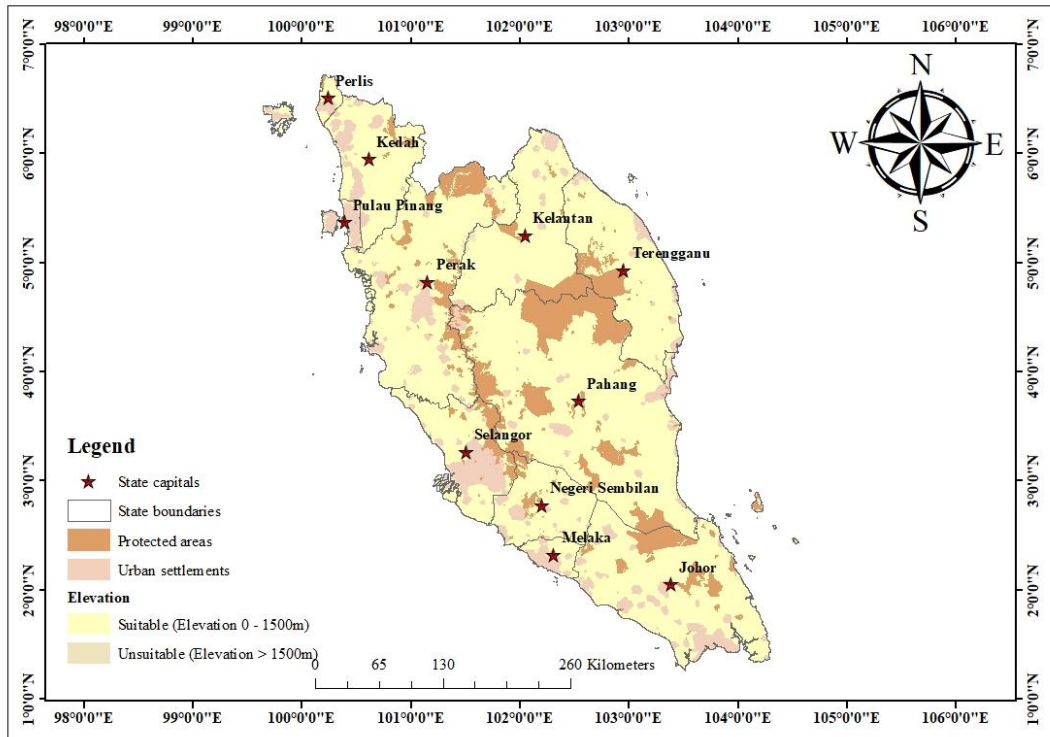 98°0'0"E 99°0'0"E 100°0'0"E 101°0'0"E 102°0'0"E 103°0'0"E 104°0'0"E 105°0'0"E 106°0'0"E
7°0'0"N 7°0'0"N
N
Perlis
W E
6°0'0"N Kedah 6°0'0"N
S
Pulau Pinang Kelantan
Terengganu
5°0'0"N Perak 5°0'0"N
4°0'0"N 4°0'0"N
Pahang
Legend Selangor
State capitals
3°0'0"N 3°0'0"N
State boundaries Negeri Sembilan
Protected areas
Melaka
Urban settlements Johor
2°0'0"N 2°0'0"N
Elevation
Suitable (Elevation 0 - 1500m)
Unsuitable (Elevation > 1500m)
0 65 130 260 Kilometers
1°0'0"N 1°0'0"N
98°0'0"E 99°0'0"E 100°0'0"E 101°0'0"E 102°0'0"E 103°0'0"E 104°0'0"E 105°0'0"E 106°0'0"E